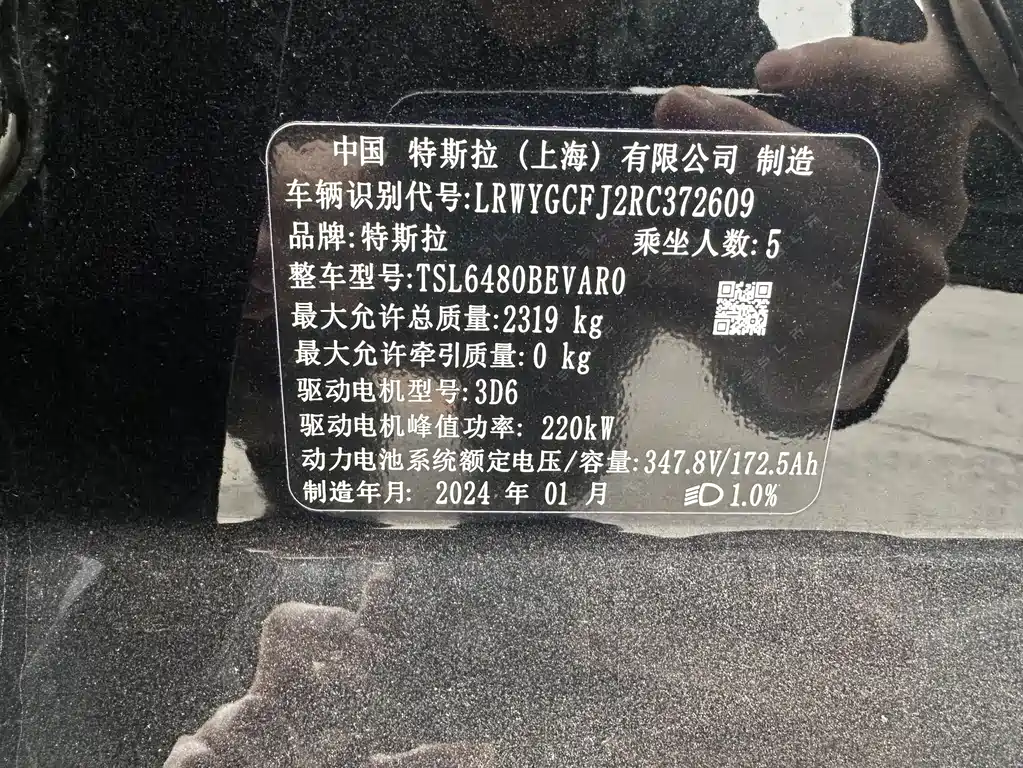 中国 特斯拉 (上海) 有限公司 制造
车辆识别代号:LRWYGCFJ2RC372609
品牌:特斯拉 乘坐人数:5
整车型号:TSL6480BEVAR0
最大允许总质量:2319 kg
最大允许牵引质量:0 kg
驱动电机型号:3D6
驱动电机峰值功率: 220kW
动力电池系统额定电压/容量:347.8V/172.5Ah
制造年月: 2024 年 01 月 1.0%